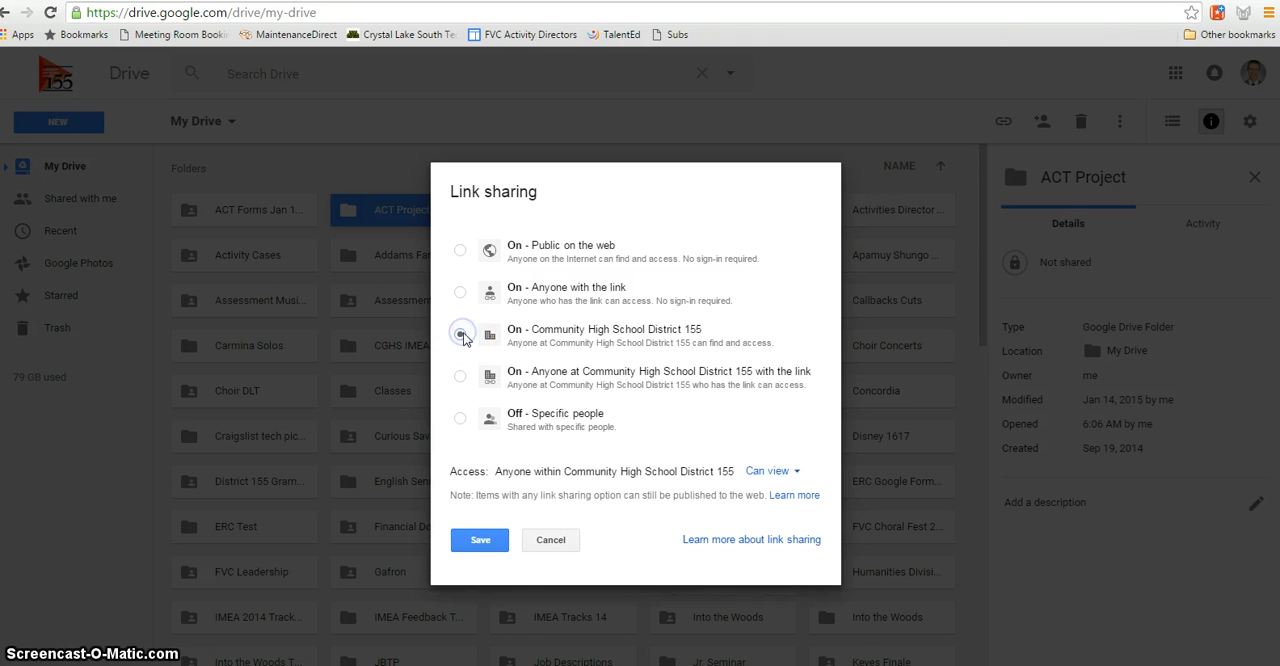 https://drive.google.com/drive/my-drive
Apps Bookmarks Meeting Room Booki MaintenanceDirect Crystal Lake South Te FVC Activity Directors TalentEd Subs Other bookmarks
155 Drive Search Drive
NEW My Drive
My Drive
Shared with me
Recent
Google Photos
Starred
Trash
79 GB used
Folders NAME
ACT Forms Jan 1... ACT Project Activities Director ...
Activity Cases Addams Fa Apamuy Shungo
Assessment Musi... Assessment Callbacks Cuts
Carmina Solos CGHS IMEA Choir Concerts
Choir DLT Classes Concordia
Craigslist tech pic... Curious Sav Disney 1617
District 155 Gram... English Seni ERC Google Form...
ERC Test Financial Do FVC Choral Fest 2...
FVC Leadership Gafron Humanities Divisi...
IMEA 2014 Track... IMEA Feedback T... IMEA Tracks 14 Into the Woods Into the Woods
Into the Woods T... JBTP Job Descriptions Jr. Seminar Keyes Finale
Link sharing
On - Public on the web
Anyone on the Internet can find and access. No sign-in required.
On - Anyone with the link
Anyone who has the link can access. No sign-in required.
On - Community High School District 155
Anyone at Community High School District 155 can find and access.
On - Anyone at Community High School District 155 with the link
Anyone at Community High School District 155 who has the link can access.
Off - Specific people
Shared with specific people.
Access: Anyone within Community High School District 155 Can view
Note: Items with any link sharing option can still be published to the web. Learn more
Save Cancel Learn more about link sharing
ACT Project
Details Activity
Not shared
Type Google Drive Folder
Location My Drive
Owner me
Modified Jan 14, 2015 by me
Opened 6:06 AM by me
Created Sep 19, 2014
Add a description
Screencast-O-Matic.com